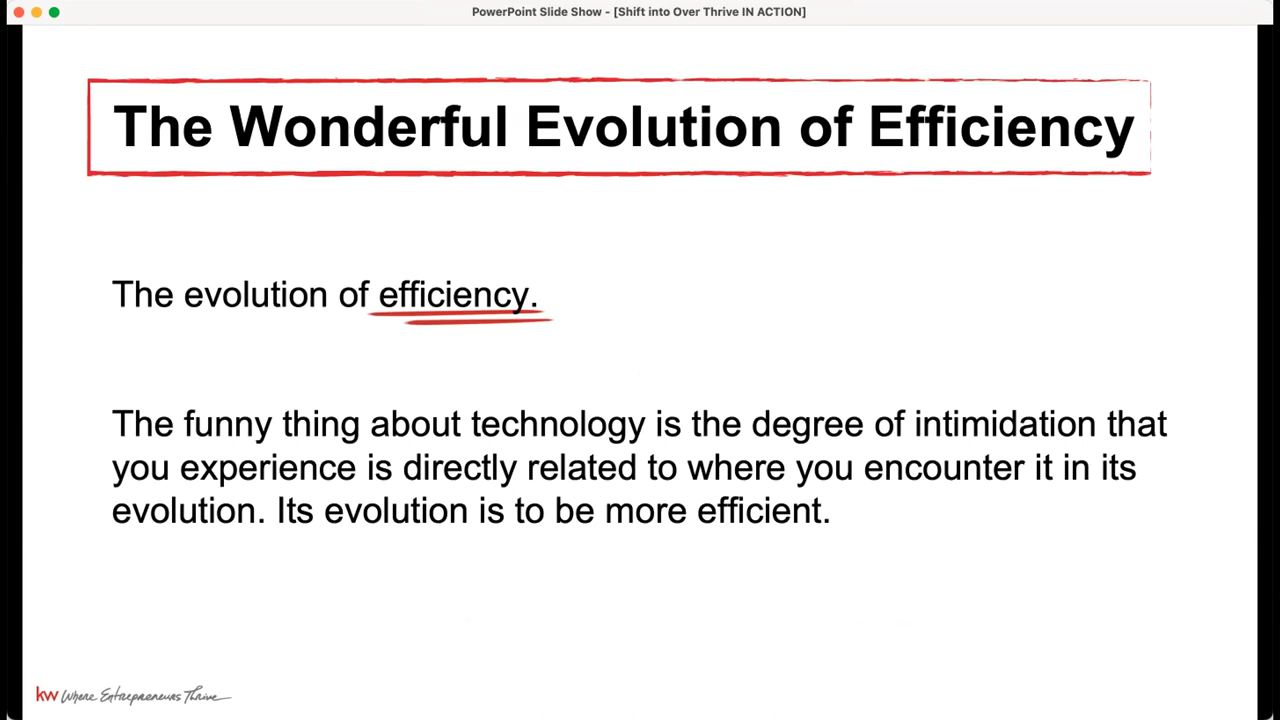 PowerPoint Slide Show - [Shift into Over Thrive IN ACTION]
The Wonderful Evolution of Efficiency
The evolution of efficiency.
The funny thing about technology is the degree of intimidation that
you experience is directly related to where you encounter it in its
evolution. Its evolution is to be more efficient.
kw Where Entrepreneurs Thrive